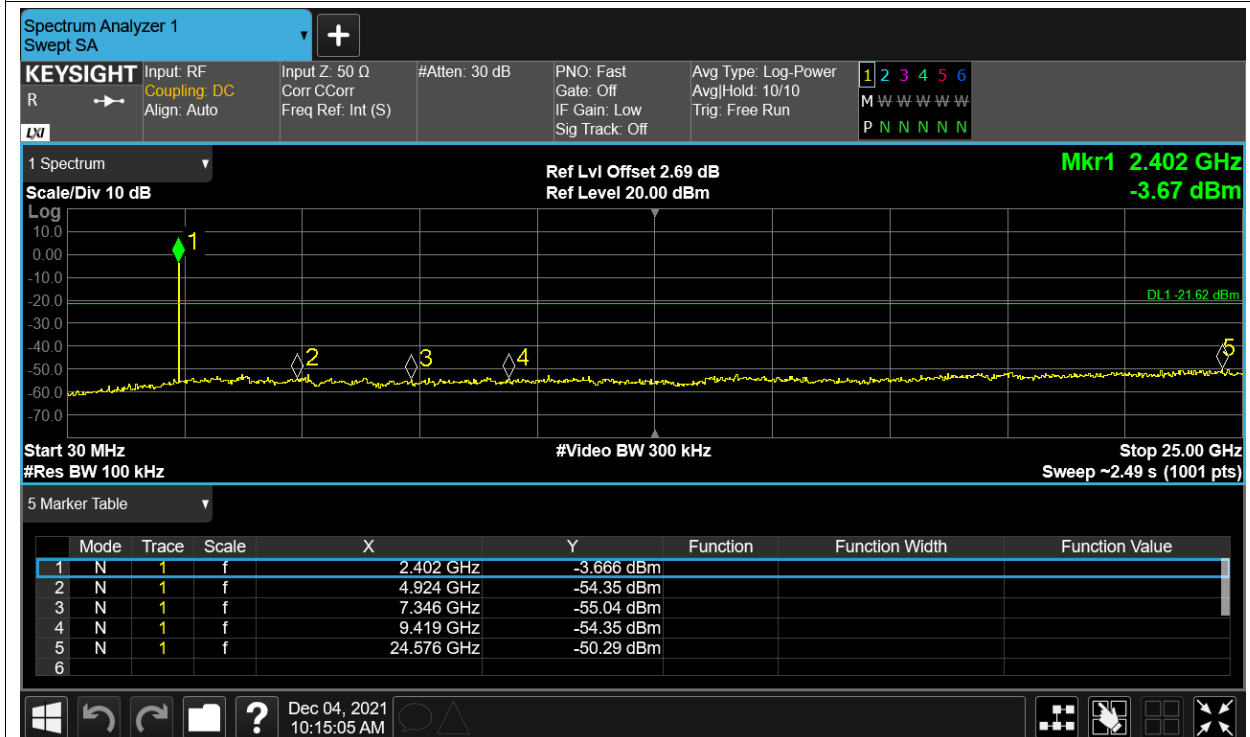 Spectrum Analyzer 1
Swept SA
KEYSIGHT
R
LXI
Input: RF
Coupling: DC
Align: Auto
Input Z: 50 Ω
Corr CCorr
Freq Ref: Int (S)
#Atten: 30 dB
PNO: Fast
Gate: Off
IF Gain: Low
Sig Track: Off
Avg Type: Log-Power
Avg|Hold: 10/10
Trig: Free Run
1 2 3 4 5 6
M W W W W W
P N N N N N
1 Spectrum
Scale/Div 10 dB
Ref Lvl Offset 2.69 dB
Ref Level 20.00 dBm
Mkr1 2.402 GHz
-3.67 dBm
Log
10.0
0.00
-10.0
-20.0
-30.0
-40.0
-50.0
-60.0
-70.0
1
2
3
4
5
DL1 -21.62 dBm
Start 30 MHz
#Video BW 300 kHz
Stop 25.00 GHz
#Res BW 100 kHz
Sweep ~2.49 s (1001 pts)
5 Marker Table
Mode Trace Scale X Y Function Function Width Function Value
1 N 1 f 2.402 GHz -3.666 dBm
2 N 1 f 4.924 GHz -54.35 dBm
3 N 1 f 7.346 GHz -55.04 dBm
4 N 1 f 9.419 GHz -54.35 dBm
5 N 1 f 24.576 GHz -50.29 dBm
6
?
Dec 04, 2021
10:15:05 AM